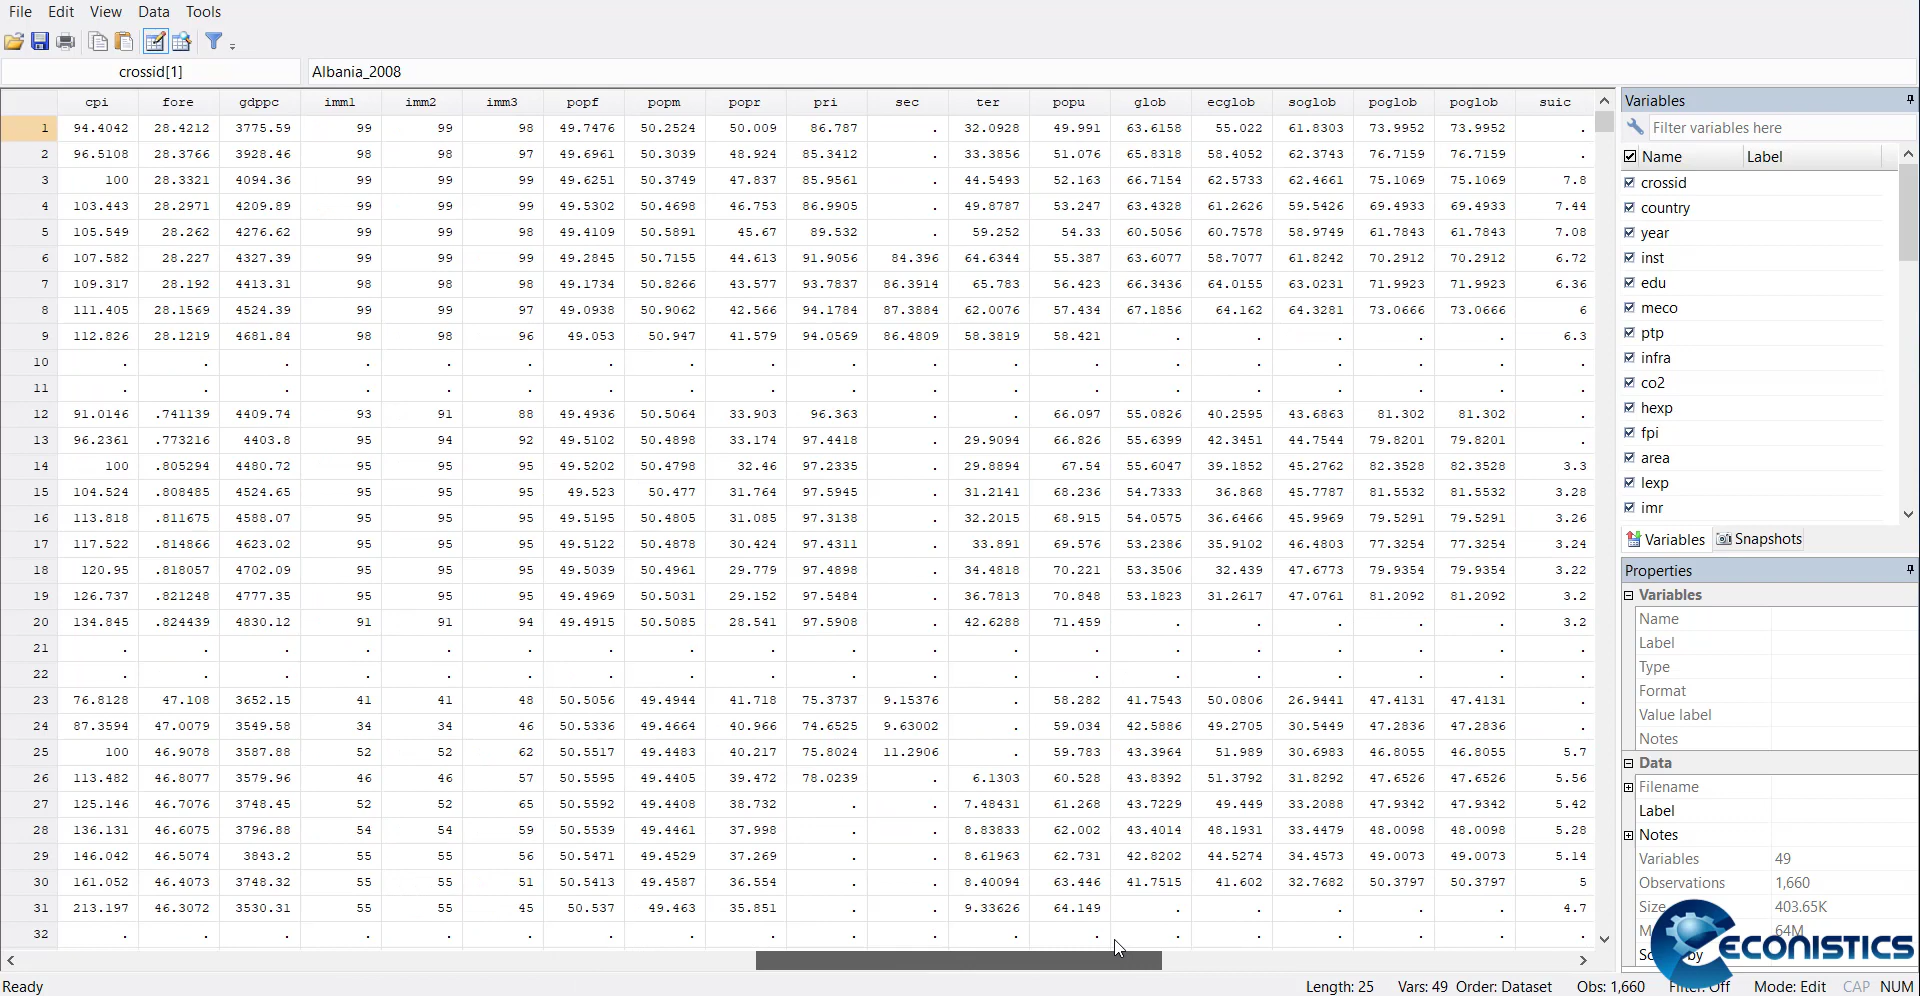 File Edit View Data Tools
crossid[1] Albania_2008
cpi fore gdppc imm1 imm2 imm3 popf popm popr pri sec ter popu glob ecglob soglob poglob poglob suic
1 94.4042 28.4212 3775.59 99 99 98 49.7476 50.2524 50.009 86.787 . 32.0928 49.991 63.6158 55.022 61.8303 73.9952 73.9952 .
2 96.5108 28.3766 3928.46 98 98 97 49.6961 50.3039 48.924 85.3412 . 33.3856 51.076 65.8318 58.4052 62.3743 76.7159 76.7159 .
3 100 28.3321 4094.36 99 99 99 49.6251 50.3749 47.837 85.9561 . 44.5493 52.163 66.7154 62.5733 62.4661 75.1069 75.1069 7.8
4 103.443 28.2971 4209.89 99 99 99 49.5302 50.4698 46.753 86.9905 . 49.8787 53.247 63.4328 61.2626 59.5426 69.4933 69.4933 7.44
5 105.549 28.262 4276.62 99 99 98 49.4109 50.5891 45.67 89.532 . 59.252 54.33 60.5056 60.7578 58.9749 61.7843 61.7843 7.08
6 107.582 28.227 4327.39 99 99 99 49.2845 50.7155 44.613 91.9056 84.396 64.6344 55.387 63.6077 58.7077 61.8242 70.2912 70.2912 6.72
7 109.317 28.192 4413.31 98 98 98 49.1734 50.8266 43.577 93.7837 86.3914 65.783 56.423 66.3436 64.0155 63.0231 71.9923 71.9923 6.36
8 111.405 28.1569 4524.39 99 99 97 49.0938 50.9062 42.566 94.1784 87.3884 62.0076 57.434 67.1856 64.162 64.3281 73.0666 73.0666 6
9 112.826 28.1219 4681.84 98 98 96 49.053 50.947 41.579 94.0569 86.4809 58.3819 58.421 . . . . . 6.3
10 . . . . . . . . . . . . . . . . . . .
11 . . . . . . . . . . . . . . . . . . .
12 91.0146 .741139 4409.74 93 91 88 49.4936 50.5064 33.903 96.363 . . 66.097 55.0826 40.2595 43.6863 81.302 81.302 .
13 96.2361 .773216 4403.8 95 94 92 49.5102 50.4898 33.174 97.4418 . 29.9094 66.826 55.6399 42.3451 44.7544 79.8201 79.8201 .
14 100 .805294 4480.72 95 95 95 49.5202 50.4798 32.46 97.2335 . 29.8894 67.54 55.6047 39.1852 45.2762 82.3528 82.3528 3.3
15 104.524 .808485 4524.65 95 95 95 49.523 50.477 31.764 97.5945 . 31.2141 68.236 54.7333 36.868 45.7787 81.5532 81.5532 3.28
16 113.818 .811675 4588.07 95 95 95 49.5195 50.4805 31.085 97.3138 . 32.2015 68.915 54.0575 36.6466 45.9969 79.5291 79.5291 3.26
17 117.522 .814866 4623.02 95 95 95 49.5122 50.4878 30.424 97.4311 . 33.891 69.576 53.2386 35.9102 46.4803 77.3254 77.3254 3.24
18 120.95 .818057 4702.09 95 95 95 49.5039 50.4961 29.779 97.4898 . 34.4818 70.221 53.3506 32.439 47.6773 79.9354 79.9354 3.22
19 126.737 .821248 4777.35 95 95 95 49.4969 50.5031 29.152 97.5484 . 36.7813 70.848 53.1823 31.2617 47.0761 81.2092 81.2092 3.2
20 134.845 .824439 4830.12 91 91 94 49.4915 50.5085 28.541 97.5908 . 42.6288 71.459 . . . . . 3.2
21 . . . . . . . . . . . . . . . . . . .
22 . . . . . . . . . . . . . . . . . . .
23 76.8128 47.108 3652.15 41 41 48 50.5056 49.4944 41.718 75.3737 9.15376 . 58.282 41.7543 50.0806 26.9441 47.4131 47.4131 .
24 87.3594 47.0079 3549.58 34 34 46 50.5336 49.4664 40.966 74.6525 9.63002 . 59.034 42.5886 49.2705 30.5449 47.2836 47.2836 .
25 100 46.9078 3587.88 52 52 62 50.5517 49.4483 40.217 75.8024 11.2906 . 59.783 43.3964 51.989 30.6983 46.8055 46.8055 5.7
26 113.482 46.8077 3579.96 46 46 57 50.5595 49.4405 39.472 78.0239 . 6.1303 60.528 43.8392 51.3792 31.8292 47.6526 47.6526 5.56
27 125.146 46.7076 3748.45 52 52 65 50.5592 49.4408 38.732 . . 7.48431 61.268 43.7229 49.449 33.2088 47.9342 47.9342 5.42
28 136.131 46.6075 3796.88 54 54 59 50.5539 49.4461 37.998 . . 8.83833 62.002 43.4014 48.1931 33.4479 48.0098 48.0098 5.28
29 146.042 46.5074 3843.2 55 55 56 50.5471 49.4529 37.269 . . 8.61963 62.731 42.8202 44.5274 34.4573 49.0073 49.0073 5.14
30 161.052 46.4073 3748.32 55 55 51 50.5413 49.4587 36.554 . . 8.40094 63.446 41.7515 41.602 32.7682 50.3797 50.3797 5
31 213.197 46.3072 3530.31 55 55 45 50.537 49.463 35.851 . . 9.33626 64.149 . . . . . 4.7
32 . . . . . . . . . . . . . . . . . . .
Variables
Filter variables here
Name Label
crossid
country
year
inst
edu
meco
ptp
infra
co2
hexp
fpi
area
lexp
imr
Variables Snapshots
Properties
Variables
Name
Label
Type
Format
Value label
Notes
Data
Filename
Label
Notes
Variables 49
Observations 1,660
Size 403.65K
64M
ECONISTICS
Ready Length: 25 Vars: 49 Order: Dataset Obs: 1,660 Filter: Off Mode: Edit CAP NUM